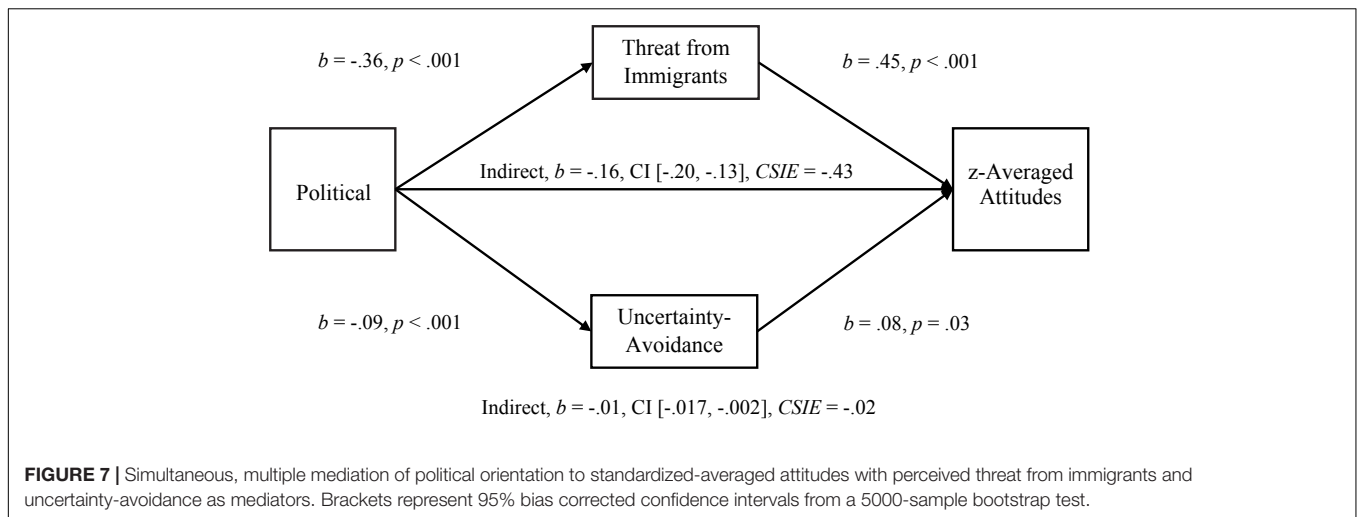 b = -.36, p < .001
Threat from
Immigrants
b = .45, p < .001
Political
Indirect, b = -.16, CI [-.20, -.13], CSIE = -.43
z-Averaged
Attitudes
b = -.09, p < .001
Uncertainty-
Avoidance
b = .08, p = .03
Indirect, b = -.01, CI [-.017, -.002], CSIE = -.02
FIGURE 7 | Simultaneous, multiple mediation of political orientation to standardized-averaged attitudes with perceived threat from immigrants and
uncertainty-avoidance as mediators. Brackets represent 95% bias corrected confidence intervals from a 5000-sample bootstrap test.